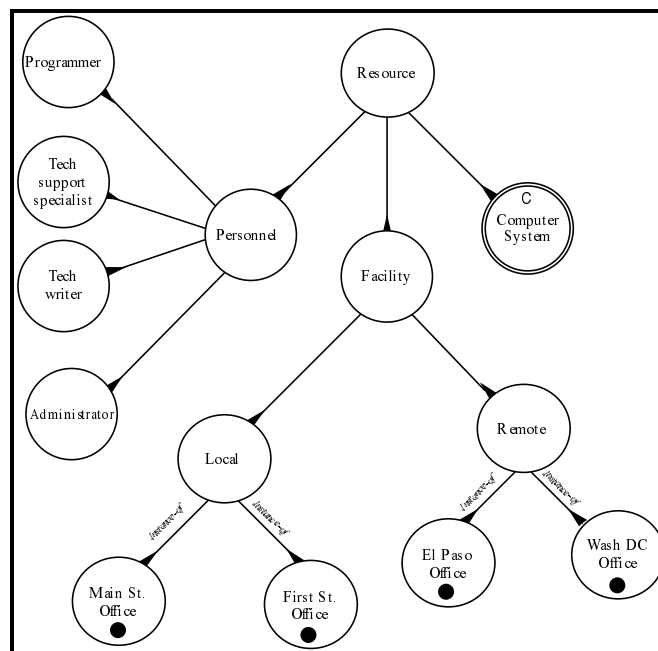 Programmer
Resource
Tech
support
specialist
C
Computer
System
Personnel
Tech
writer
Facility
Administrator
Local
Remote
Instance-of
Instance-of
Instance-of
Instance-of
Main St.
Office
First St.
Office
El Paso
Office
Wash DC
Office